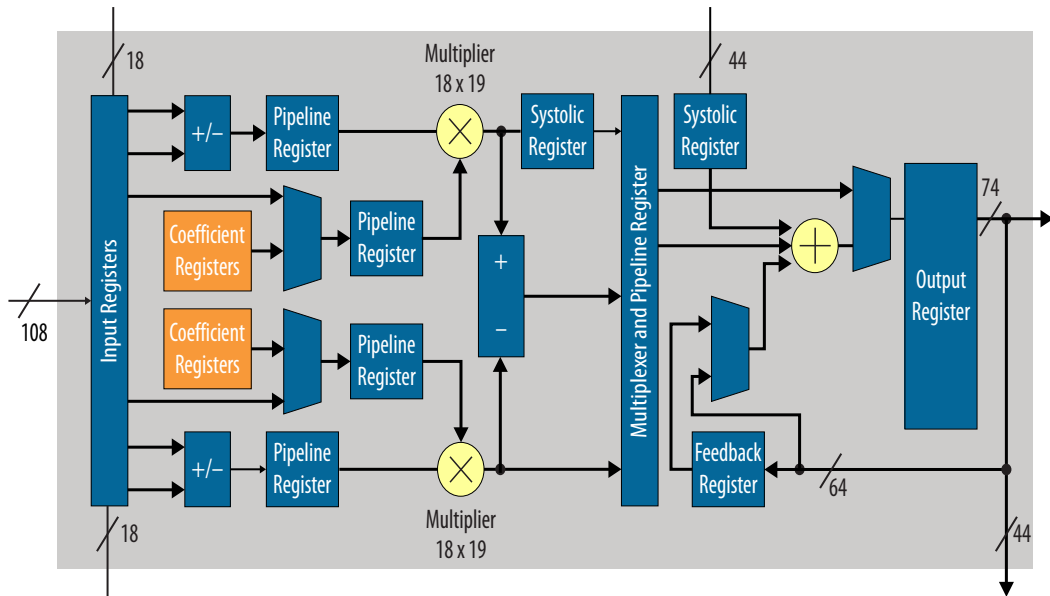 18
44
Multiplier
18 x 19
+/–
Pipeline
Register
Systolic
Register
Systolic
Register
74
Coefficient
Registers
Pipeline
Register
+
–
108
Input Registers
Multiplexer and Pipeline Register
Output
Register
Coefficient
Registers
Pipeline
Register
+/–
Pipeline
Register
Feedback
Register
64
Multiplier
18 x 19
18
44